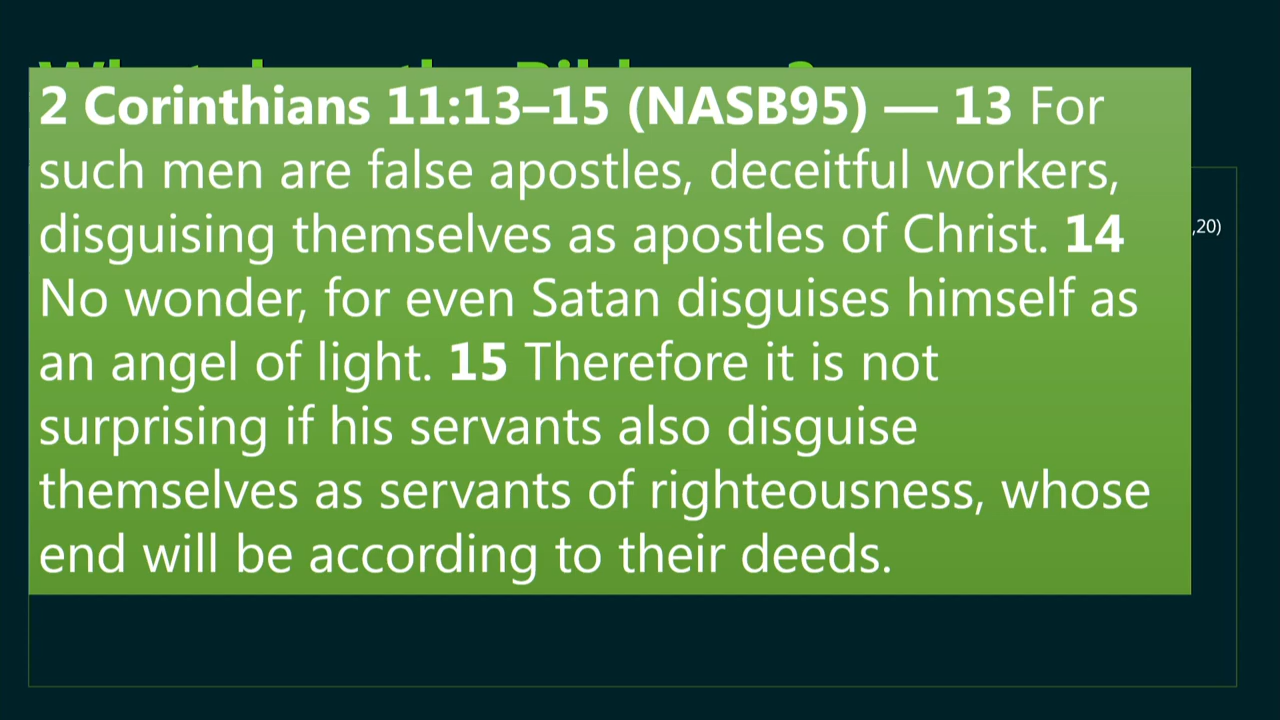 2 Corinthians 11:13–15 (NASB95) — 13 For
such men are false apostles, deceitful workers,
disguising themselves as apostles of Christ. 14
,20)
No wonder, for even Satan disguises himself as
an angel of light. 15 Therefore it is not
surprising if his servants also disguise
themselves as servants of righteousness, whose
end will be according to their deeds.